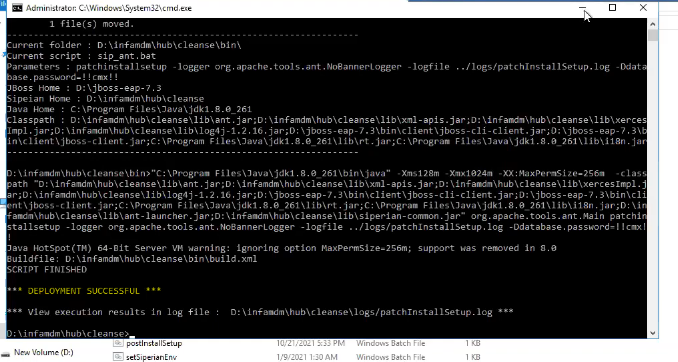 Administrator: C:\Windows\System32\cmd.exe
1 file(s) moved.
---------------------------------------------------------------
Current folder : D:\infamdm\hub\cleanse\bin\
Current script : sip_ant.bat
Parameters : patchinstallsetup -logger org.apache.tools.ant.NoBannerLogger -logfile ../logs/patchInstallSetup.log -Ddata
base.password=!!cmx!!
JBoss Home : D:\jboss-eap-7.3
Sipeian Home : D:\infamdm\hub\cleanse
Java Home : C:\Program Files\Java\jdk1.8.0_261
Classpath : D:\infamdm\hub\cleanse\lib\ant.jar;D:\infamdm\hub\cleanse\lib\xml-apis.jar;D:\infamdm\hub\cleanse\lib\xerces
Impl.jar;D:\infamdm\hub\cleanse\lib\log4j-1.2.16.jar;D:\jboss-eap-7.3\bin\client\jboss-cli-client.jar;D:\jboss-eap-7.3\b
in\client\jboss-client.jar;C:\Program Files\Java\jdk1.8.0_261\lib\rt.jar;C:\Program Files\Java\jdk1.8.0_261\lib\i18n.jar
---------------------------------------------------------------
D:\infamdm\hub\cleanse\bin>"C:\Program Files\Java\jdk1.8.0_261\bin\java" -Xms128m -Xmx1024m -XX:MaxPermSize=256m -class
path "D:\infamdm\hub\cleanse\lib\ant.jar;D:\infamdm\hub\cleanse\lib\xml-apis.jar;D:\infamdm\hub\cleanse\lib\xercesImpl.j
ar;D:\infamdm\hub\cleanse\lib\log4j-1.2.16.jar;D:\jboss-eap-7.3\bin\client\jboss-cli-client.jar;D:\jboss-eap-7.3\bin\cli
ent\jboss-client.jar;C:\Program Files\Java\jdk1.8.0_261\lib\rt.jar;C:\Program Files\Java\jdk1.8.0_261\lib\i18n.jar;D:\in
famdm\hub\cleanse\lib\ant-launcher.jar;D:\infamdm\hub\cleanse\lib\siperian-common.jar" org.apache.tools.ant.Main patchin
stallsetup -logger org.apache.tools.ant.NoBannerLogger -logfile ../logs/patchInstallSetup.log -Ddatabase.password=!!cmx!
!
Java HotSpot(TM) 64-Bit Server VM warning: ignoring option MaxPermSize=256m; support was removed in 8.0
Buildfile: D:\infamdm\hub\cleanse\bin\build.xml
SCRIPT FINISHED
*** DEPLOYMENT SUCCESSFUL ***
*** View execution results in log file : D:\infamdm\hub\cleanse\logs/patchInstallSetup.log ***
D:\infamdm\hub\cleanse>_
postInstallSetup 10/21/2021 5:33 PM Windows Batch File 1 KB
New Volume (D:)
setSiperianEnv 1/9/2021 1:30 AM Windows Batch File 1 KB